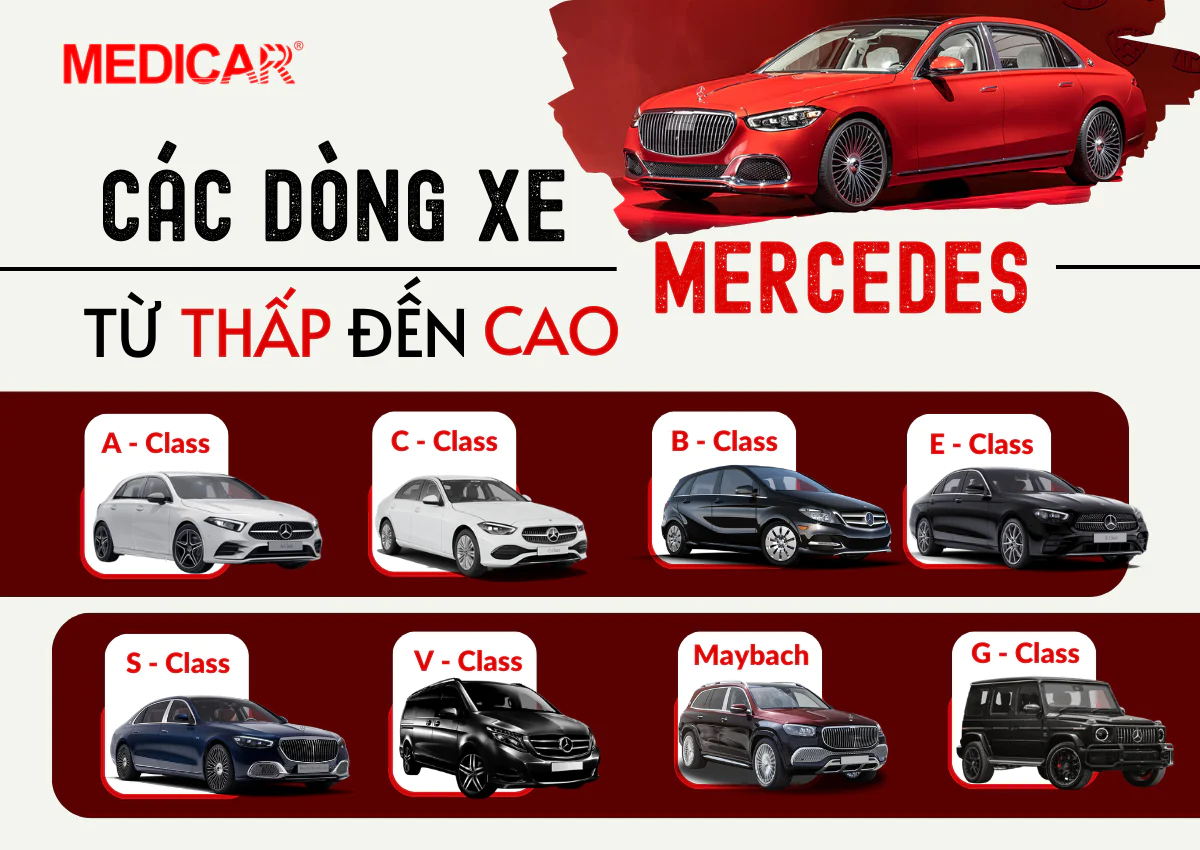 MEDICAR®
CÁC DÒNG XE
MERCEDES
TỪ THẤP ĐẾN CAO
A - Class
C - Class
B - Class
E - Class
S - Class
V - Class
Maybach
G - Class